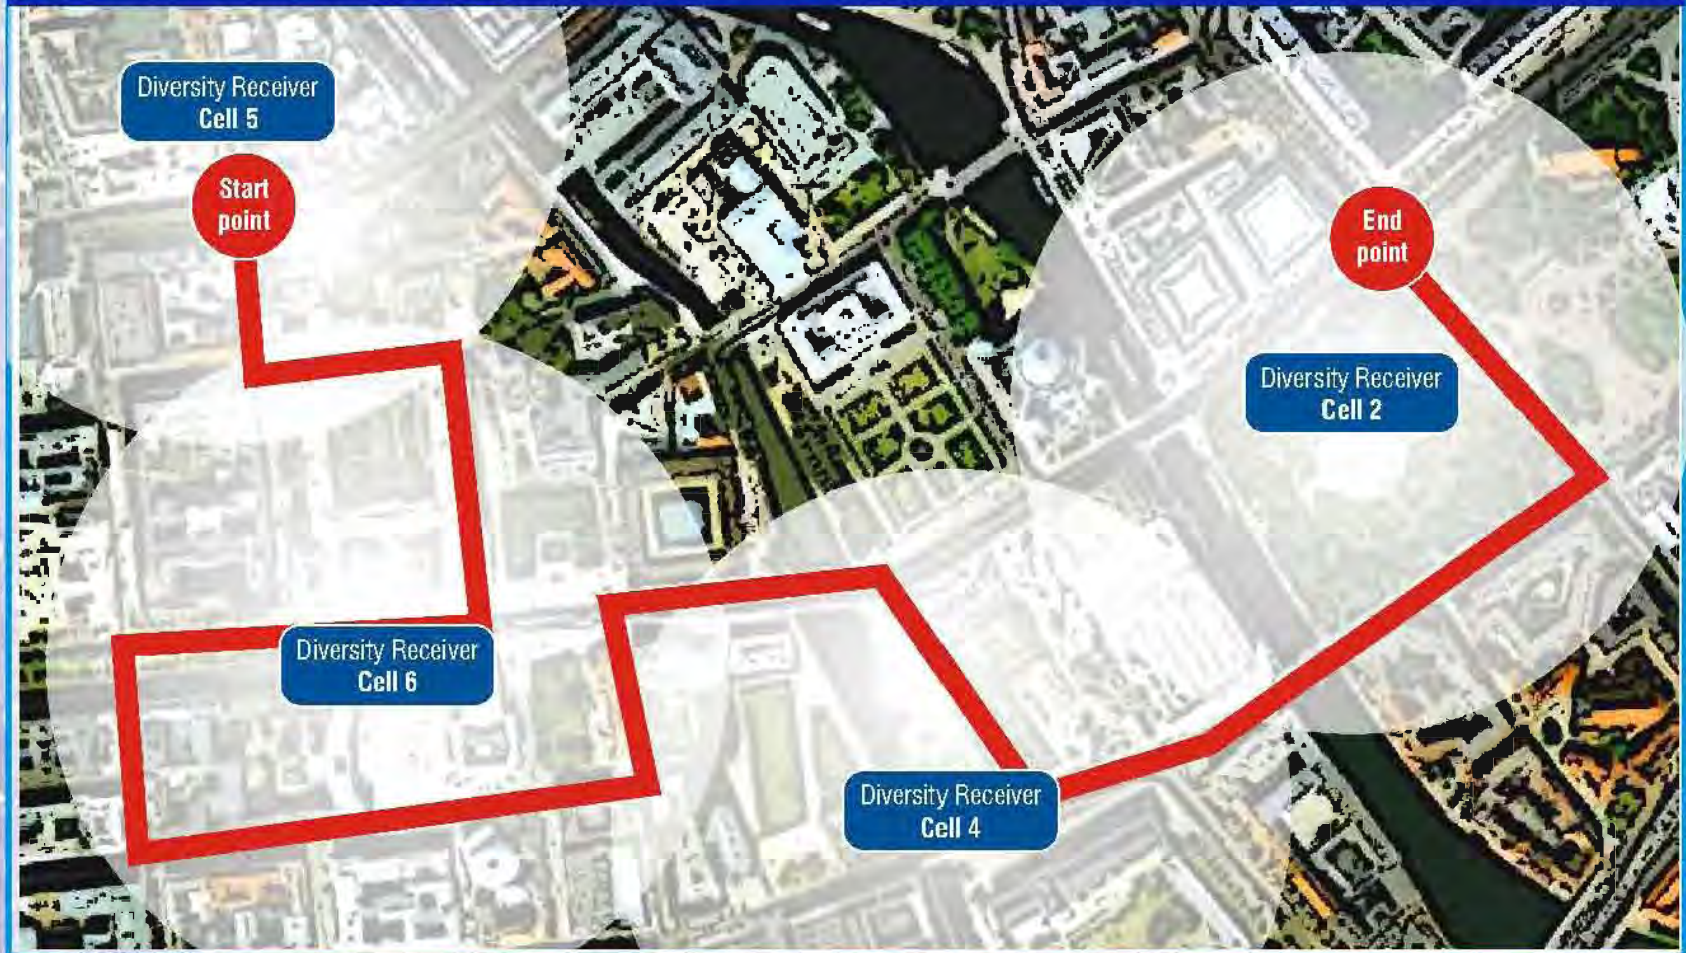 Diversity Receiver
Cell 5
Start
point
End
point
Diversity Receiver
Cell 2
Diversity Receiver
Cell 6
Diversity Receiver
Cell 4